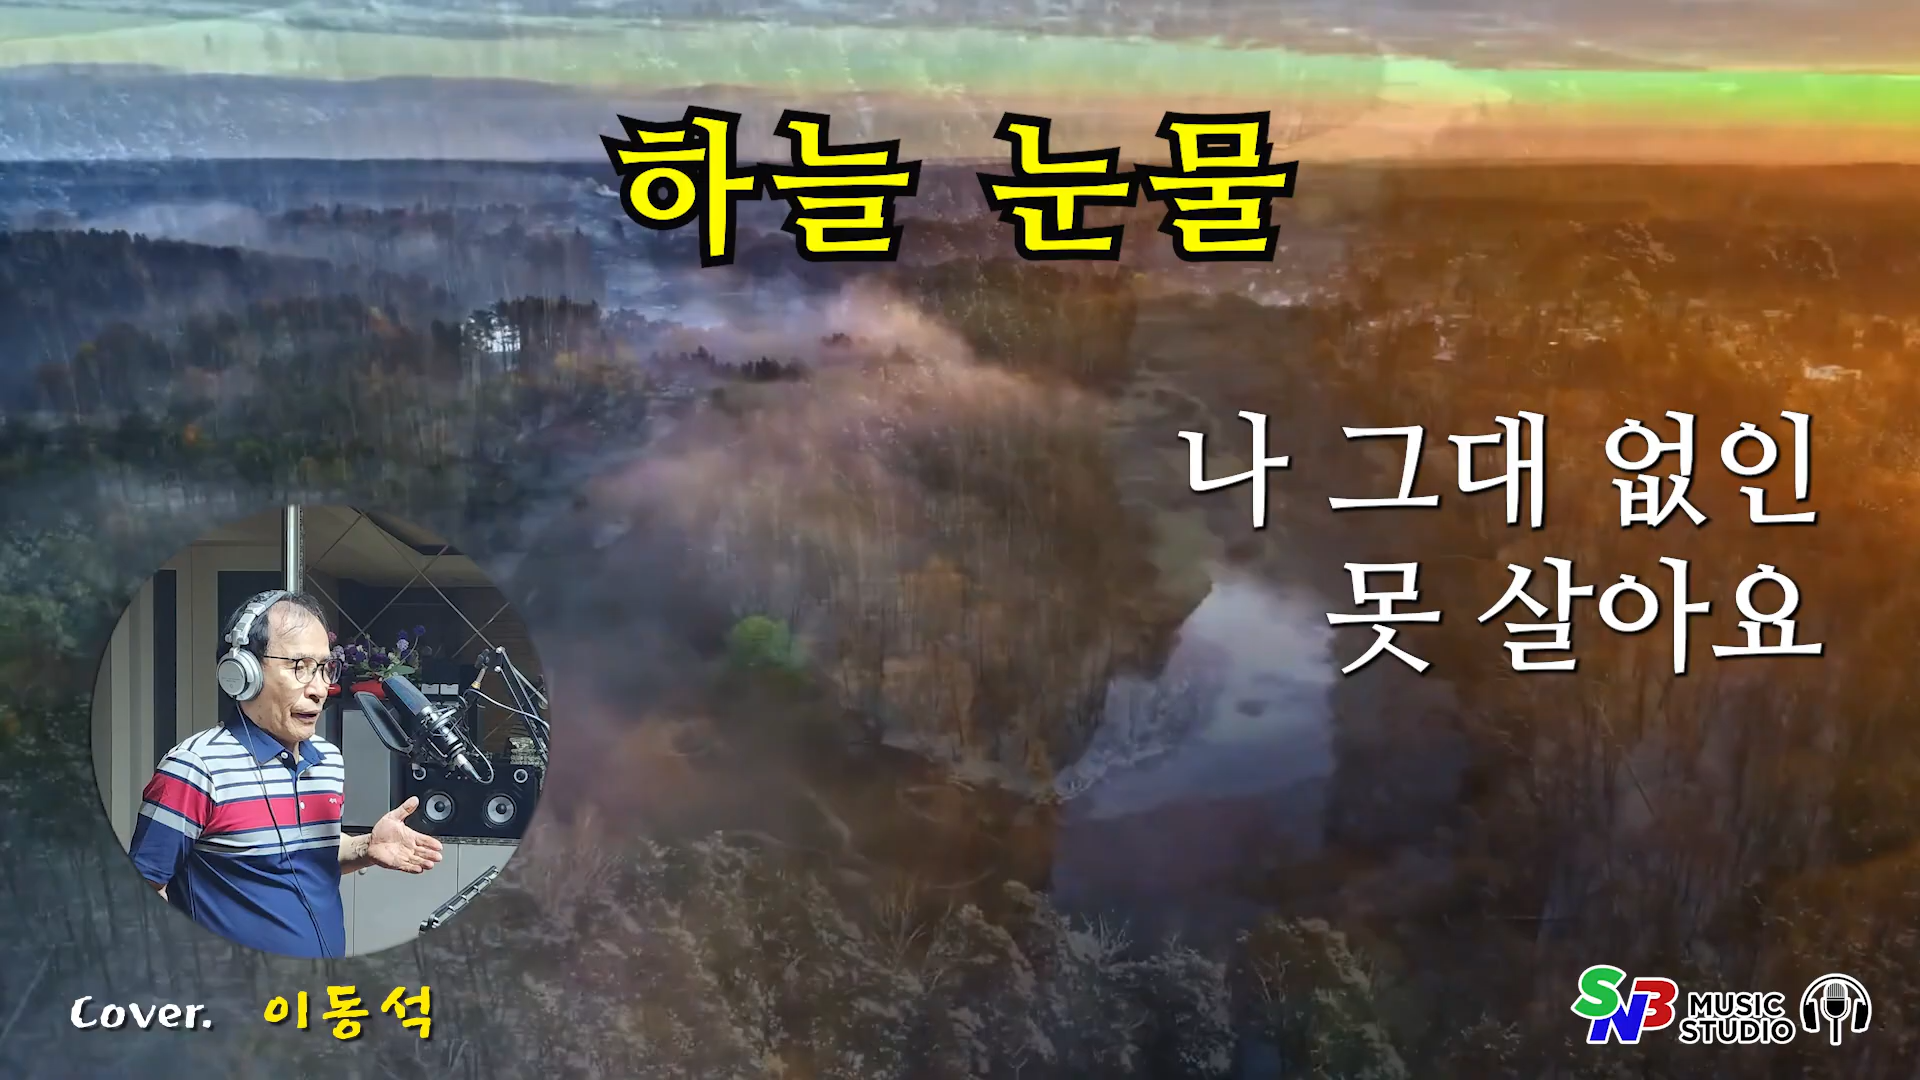 하늘 눈물
나 그대 없인
못 살아요
Cover. 이동석
SNB MUSIC
STUDIO